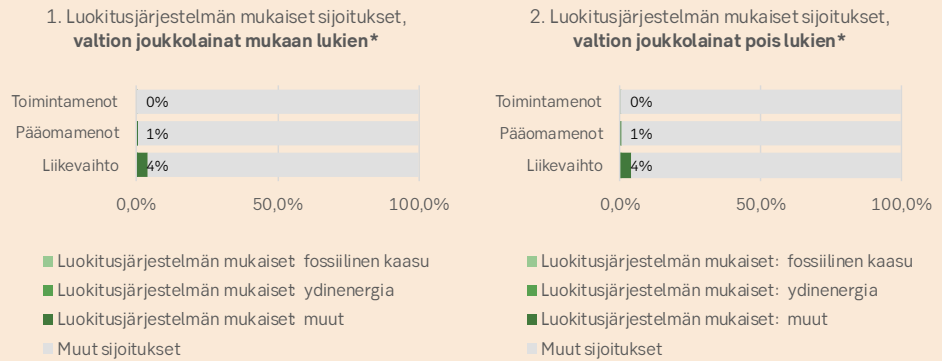 1. Luokitusjärjestelmän mukaiset sijoitukset,
valtion joukkolainat mukaan lukien*
Toimintamenot 0%
Pääomamenot 1%
Liikevaihto 4%
0,0% 50,0% 100,0%
Luokitusjärjestelmän mukaiset: fossiilinen kaasu
Luokitusjärjestelmän mukaiset: ydinenergia
Luokitusjärjestelmän mukaiset: muut
Muut sijoitukset
2. Luokitusjärjestelmän mukaiset sijoitukset,
valtion joukkolainat pois lukien*
Toimintamenot 0%
Pääomamenot 1%
Liikevaihto 4%
0,0% 50,0% 100,0%
Luokitusjärjestelmän mukaiset: fossiilinen kaasu
Luokitusjärjestelmän mukaiset: ydinenergia
Luokitusjärjestelmän mukaiset: muut
Muut sijoitukset